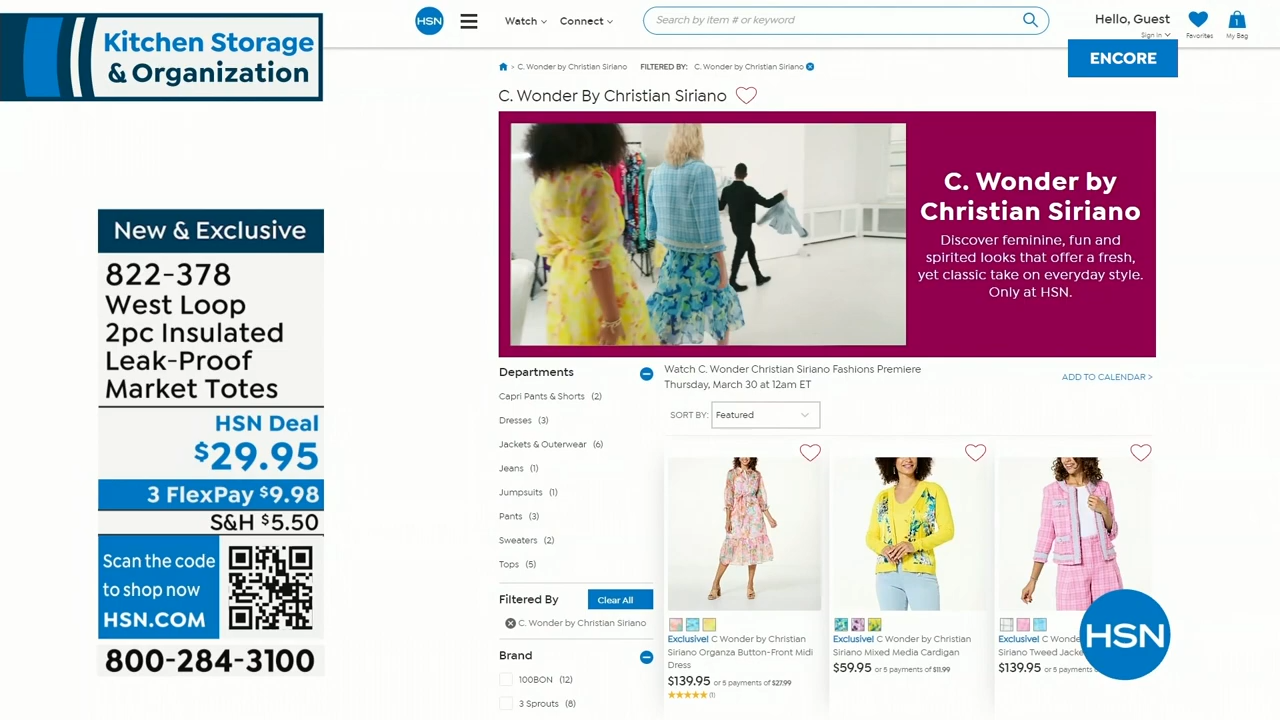 Kitchen Storage
& Organization
HSN
Watch
Connect
Search by item # or keyword
Hello, Guest
Sign in
Favorites
1
My Bag
ENCORE
> C. Wonder by Christian Siriano
FILTERED BY:
C. Wonder by Christian Siriano
C. Wonder By Christian Siriano
C. Wonder by
Christian Siriano
Discover feminine, fun and
spirited looks that offer a fresh,
yet classic take on everyday style.
Only at HSN.
New & Exclusive
822-378
West Loop
2pc Insulated
Leak-Proof
Market Totes
HSN Deal
$29.95
3 FlexPay $9.98
S&H $5.50
Scan the code
to shop now
HSN.COM
800-284-3100
Departments
Capri Pants & Shorts (2)
Dresses (3)
Jackets & Outerwear (6)
Jeans (1)
Jumpsuits (1)
Pants (3)
Sweaters (2)
Tops (5)
Filtered By
Clear All
C. Wonder by Christian Siriano
Brand
100BON (12)
3 Sprouts (8)
Watch C. Wonder Christian Siriano Fashions Premiere
Thursday, March 30 at 12am ET
ADD TO CALENDAR >
SORT BY: Featured
Exclusive! C Wonder by Christian
Siriano Organza Button-Front Midi
Dress
$139.95 or 5 payments of $27.99
(1)
Exclusive! C Wonder by Christian
Siriano Mixed Media Cardigan
$59.95 or 5 payments of $11.99
Exclusive! C Wonde
Siriano Tweed Jacke
$139.95 or 5 payments
HSN